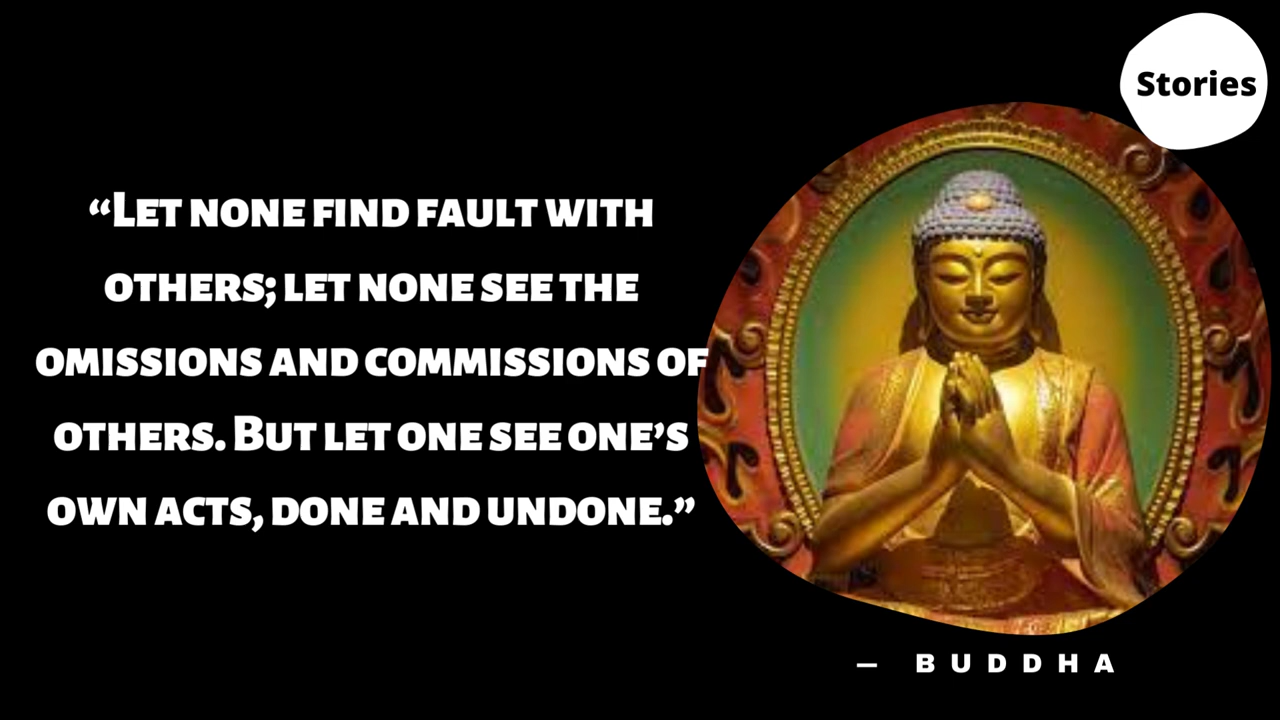 Stories
“Let none find fault with
others; let none see the
omissions and commissions of
others. But let one see one’s
own acts, done and undone.”
– BUDDHA